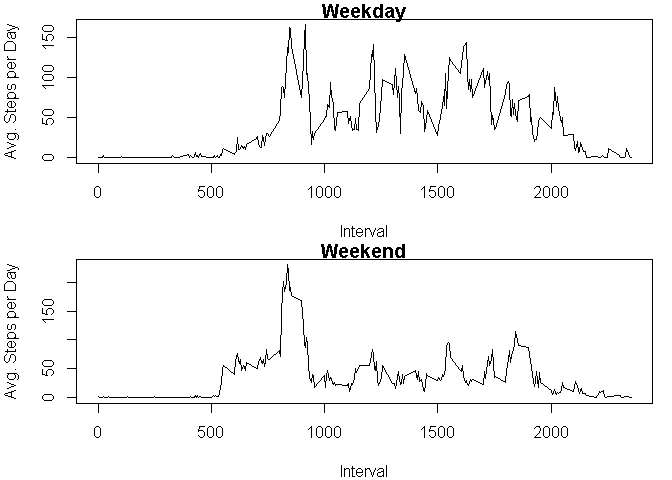 Weekday
Avg. Steps per Day
0 50 100 150
0 500 1000 1500 2000
Interval
Weekend
Avg. Steps per Day
0 50 150
0 500 1000 1500 2000
Interval